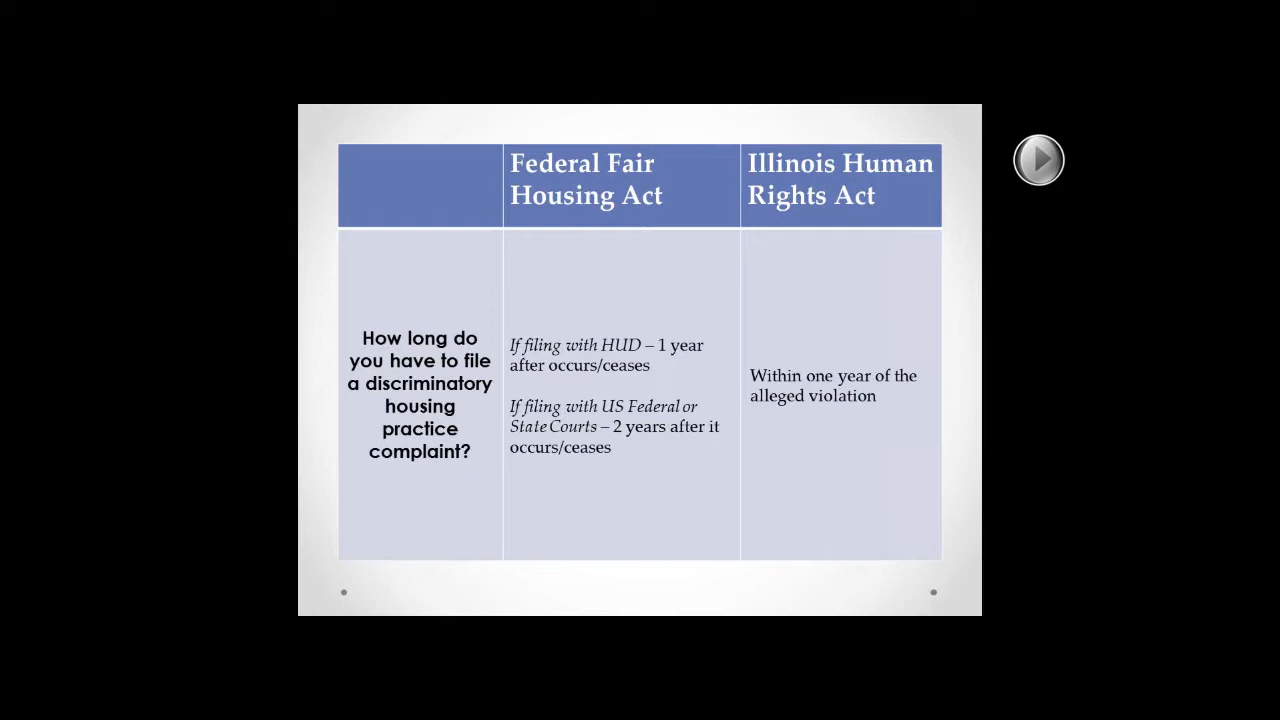 Federal Fair
Housing Act
Illinois Human
Rights Act
How long do
you have to file
a discriminatory
housing
practice
complaint?
If filing with HUD – 1 year
after occurs/ceases
If filing with US Federal or
State Courts – 2 years after it
occurs/ceases
Within one year of the
alleged violation